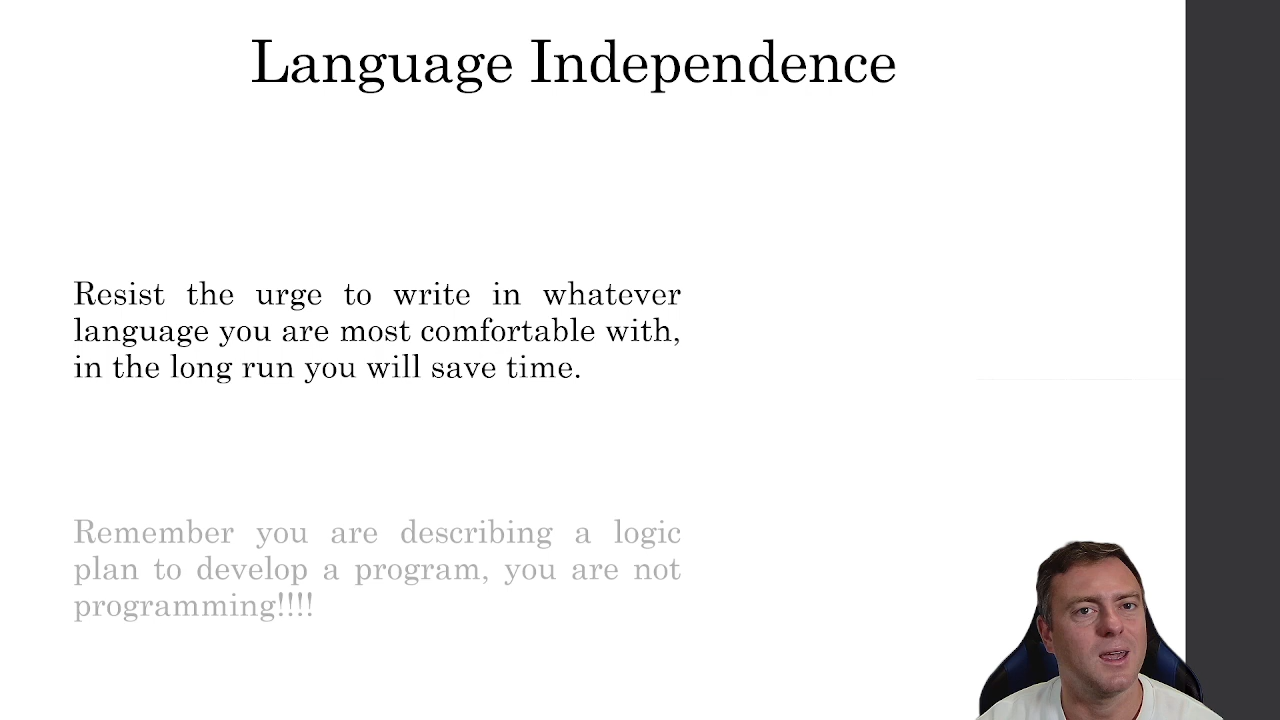 Language Independence
Resist the urge to write in whatever
language you are most comfortable with,
in the long run you will save time.
Remember you are describing a logic
plan to develop a program, you are not
programming!!!!